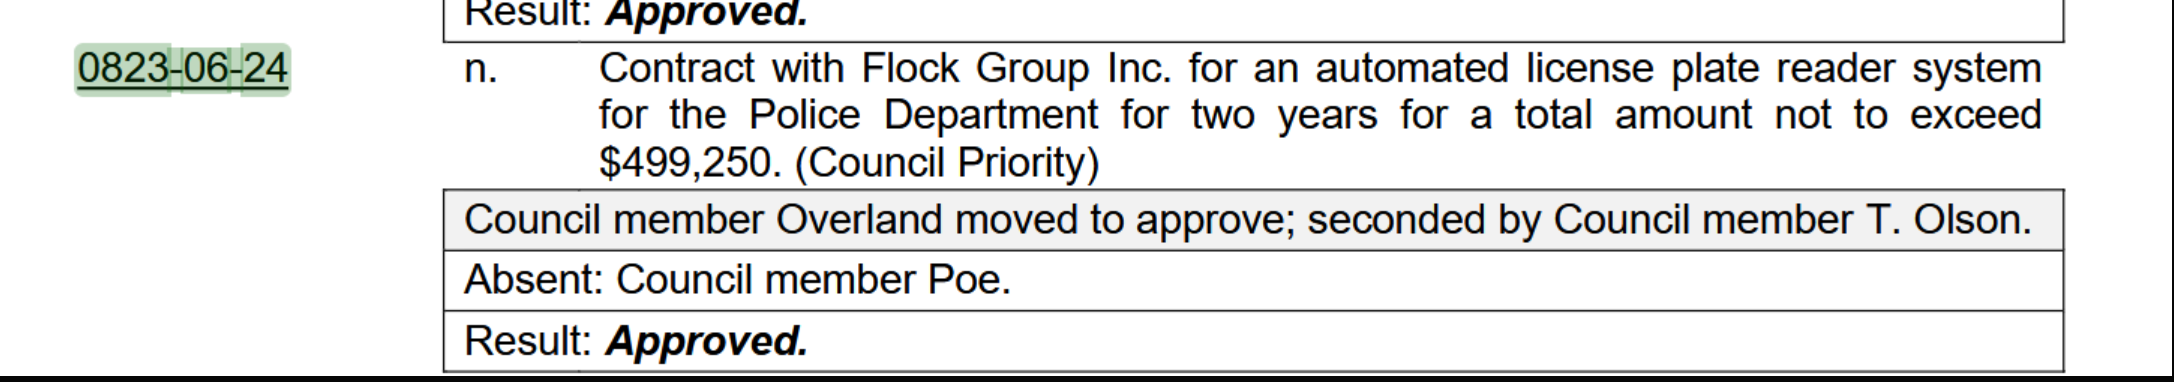 Result: Approved.
0823-06-24
n. Contract with Flock Group Inc. for an automated license plate reader system
for the Police Department for two years for a total amount not to exceed
$499,250. (Council Priority)
Council member Overland moved to approve; seconded by Council member T. Olson.
Absent: Council member Poe.
Result: Approved.